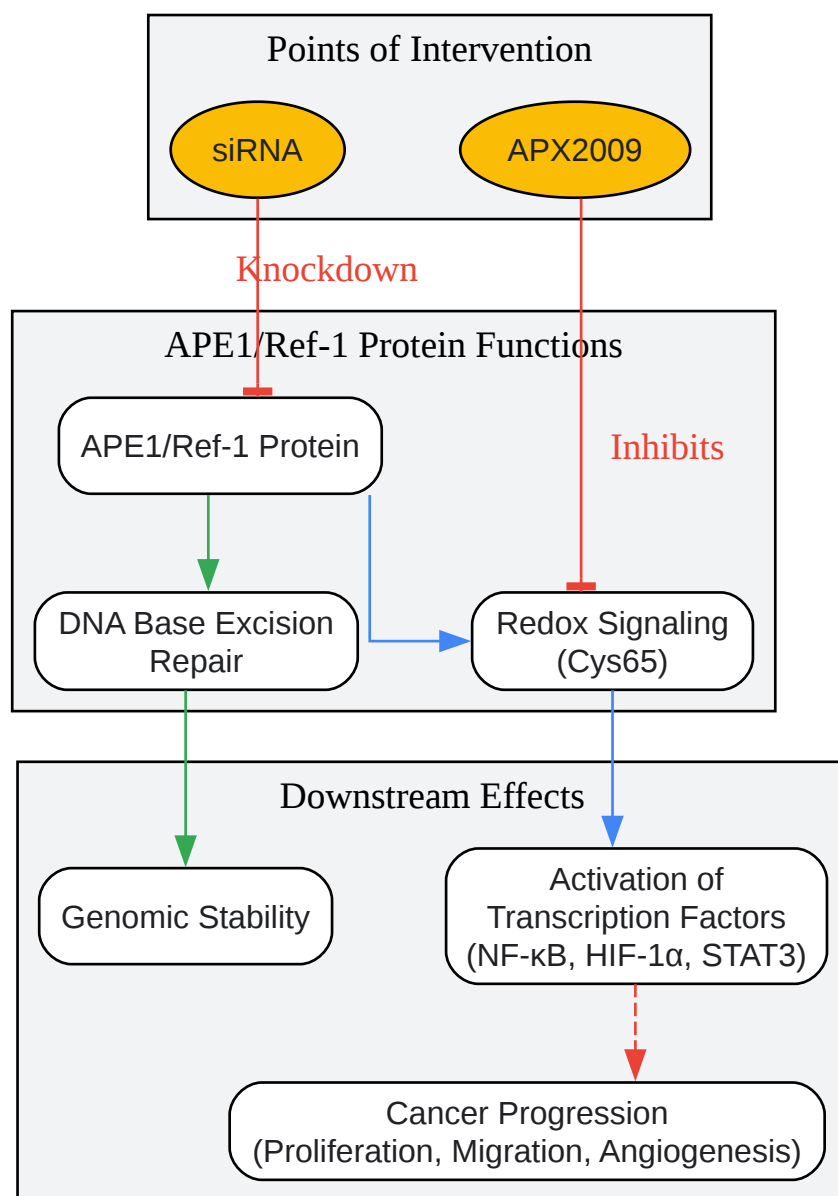 Points of Intervention
siRNA
APX2009
Knockdown
APE1/Ref-1 Protein Functions
APE1/Ref-1 Protein
Inhibits
DNA Base Excision
Repair
Redox Signaling
(Cys65)
Downstream Effects
Genomic Stability
Activation of
Transcription Factors
(NF-κB, HIF-1α, STAT3)
Cancer Progression
(Proliferation, Migration, Angiogenesis)